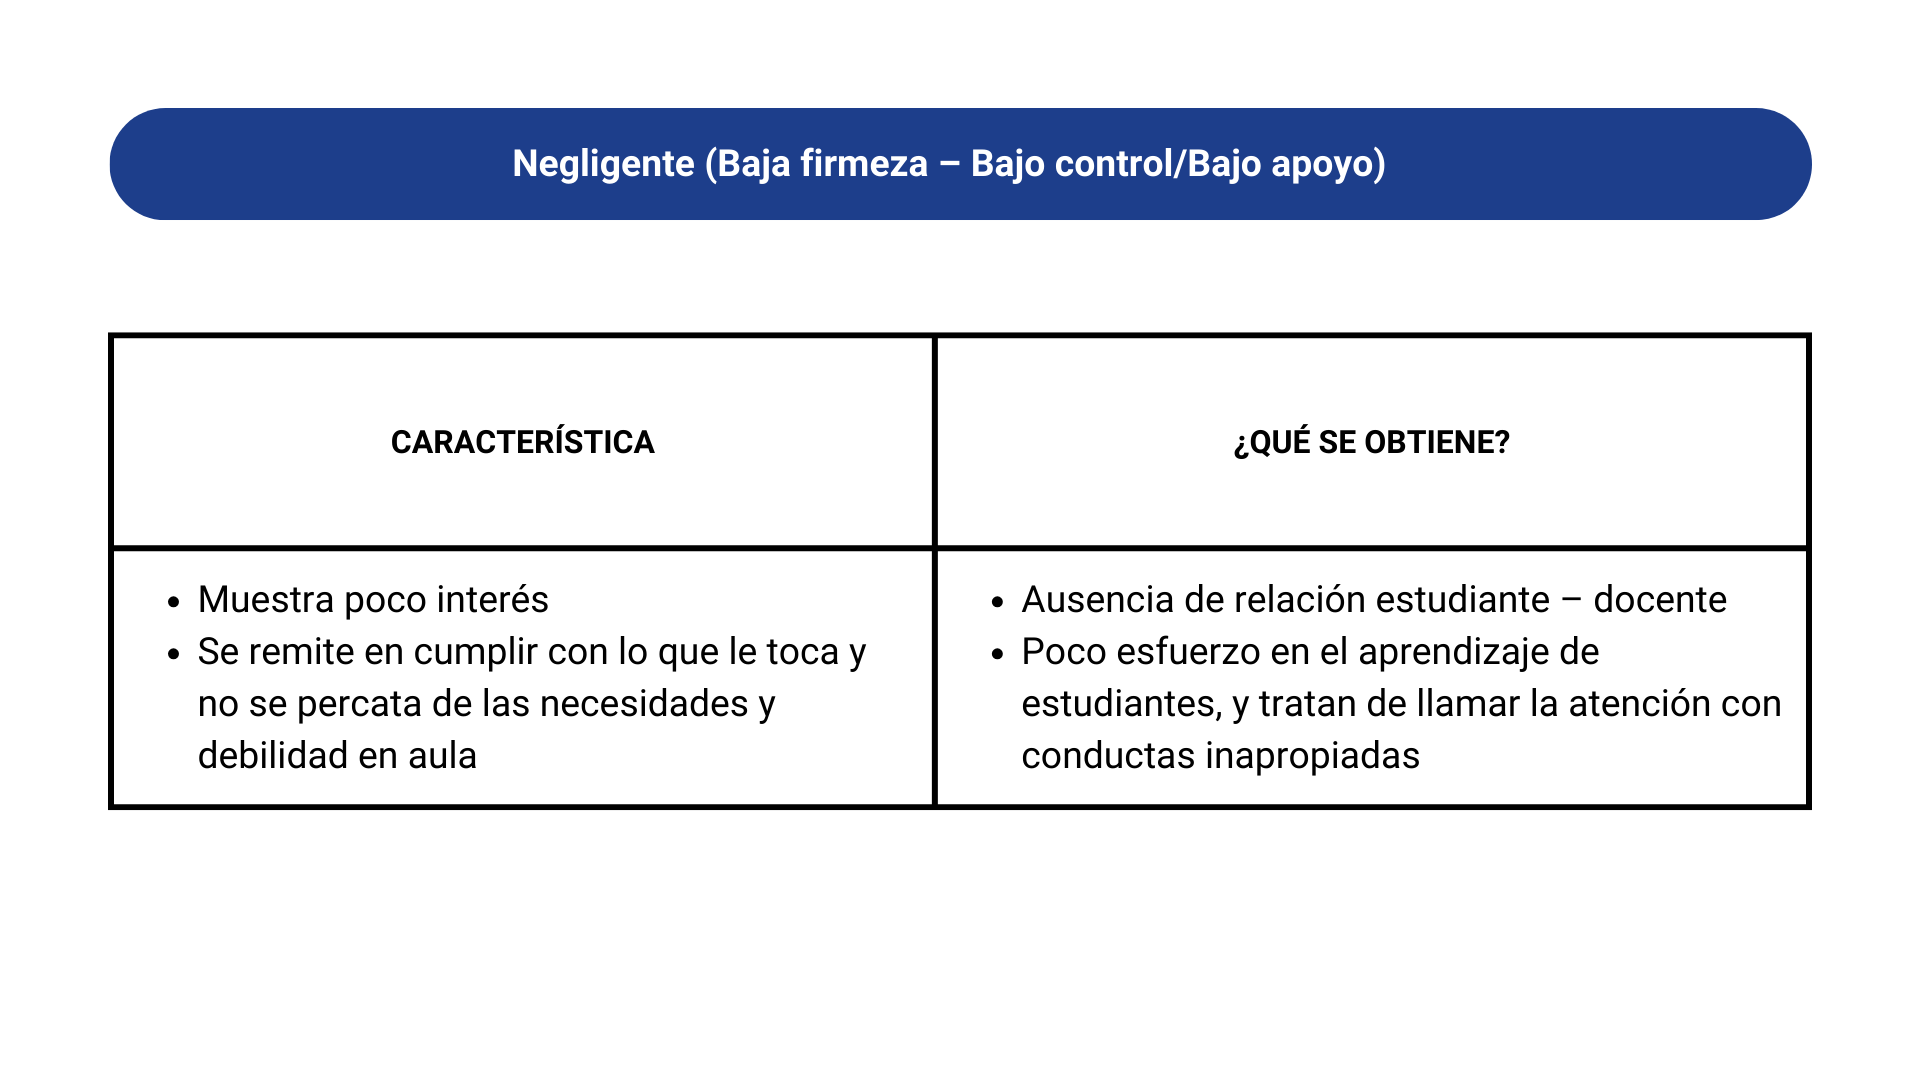 Negligente (Baja firmeza – Bajo control/Bajo apoyo)
CARACTERÍSTICA
¿QUÉ SE OBTIENE?
• Muestra poco interés
• Se remite en cumplir con lo que le toca y
no se percata de las necesidades y
debilidad en aula
• Ausencia de relación estudiante – docente
• Poco esfuerzo en el aprendizaje de
estudiantes, y tratan de llamar la atención con
conductas inapropiadas